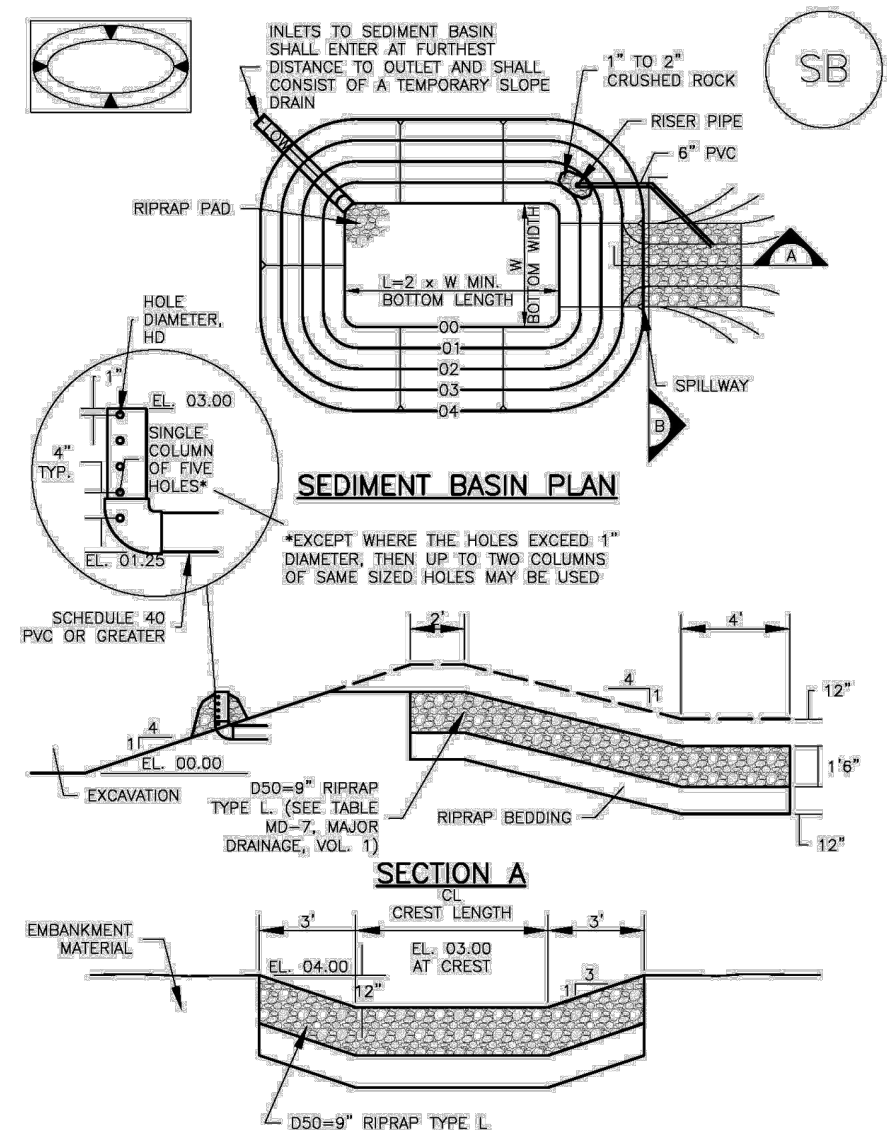 INLETS TO SEDIMENT BASIN
SHALL ENTER AT FURTHEST
DISTANCE TO OUTLET AND SHALL
CONSIST OF A TEMPORARY SLOPE
DRAIN
1" TO 2"
CRUSHED ROCK
SB
RISER PIPE
6" PVC
FLOW
RIPRAP PAD
A
L=2 x W MIN.
BOTTOM LENGTH
W
BOTTOM WIDTH
00
01
02
03
04
SPILLWAY
B
HOLE
DIAMETER,
HD
1"
EL. 03.00
4"
TYP.
SINGLE
COLUMN
OF FIVE
HOLES*
EL. 01.25
SCHEDULE 40
PVC OR GREATER
SEDIMENT BASIN PLAN
*EXCEPT WHERE THE HOLES EXCEED 1"
DIAMETER, THEN UP TO TWO COLUMNS
OF SAME SIZED HOLES MAY BE USED
2'
4'
4
1
12"
4
1
EL. 00.00
EXCAVATION
D50=9" RIPRAP
TYPE L. (SEE TABLE
MD-7, MAJOR
DRAINAGE, VOL. 1)
RIPRAP BEDDING
1'6"
12"
SECTION A
CL
CREST LENGTH
3'
3'
EMBANKMENT
MATERIAL
EL. 04.00
EL. 03.00
AT CREST
12"
3
1
D50=9" RIPRAP TYPE L